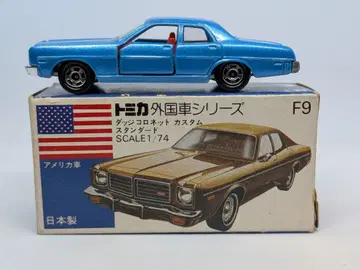 トミカ 外国車シリーズ F9
ダッジコロネット カスタム
スタンダード
SCALE1/74
アメリカ車
日本製